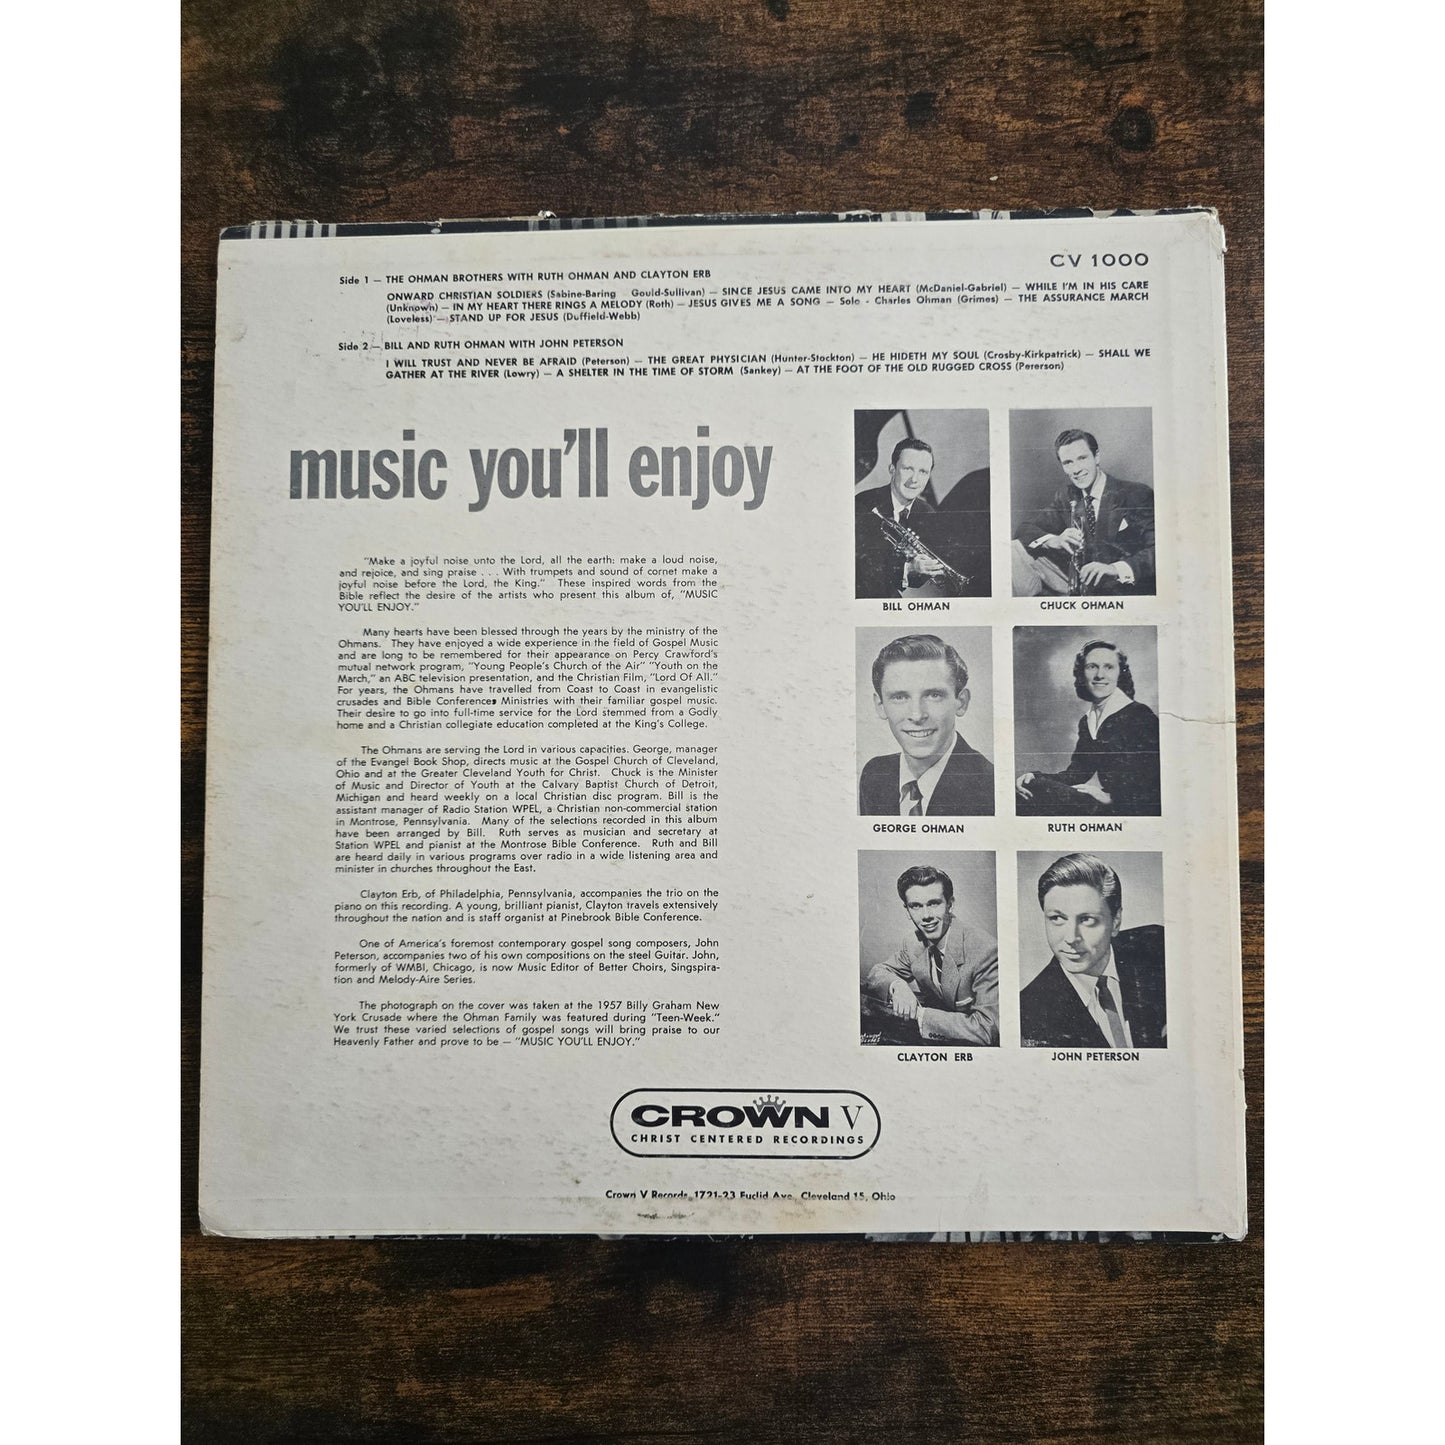 CV 1000
Side 1 — THE OHMAN BROTHERS WITH RUTH OHMAN AND CLAYTON ERB
ONWARD CHRISTIAN SOLDIERS (Sabine-Baring Gould-Sullivan) — SINCE JESUS CAME INTO MY HEART (McDaniel-Gabriel) — WHILE I'M IN HIS CARE
(Unknown) — IN MY HEART THERE RINGS A MELODY (Roth) — JESUS GIVES ME A SONG — Solo - Charles Ohman (Grimes) — THE ASSURANCE MARCH
(Loveless) — STAND UP FOR JESUS (Duffield-Webb)
Side 2 — BILL AND RUTH OHMAN WITH JOHN PETERSON
I WILL TRUST AND NEVER BE AFRAID (Peterson) — THE GREAT PHYSICIAN (Hunter-Stockton) — HE HIDETH MY SOUL (Crosby-Kirkpatrick) — SHALL WE
GATHER AT THE RIVER (Lowry) — A SHELTER IN THE TIME OF STORM (Sankey) — AT THE FOOT OF THE OLD RUGGED CROSS (Pererson)
music you'll enjoy
"Make a joyful noise unto the Lord, all the earth: make a loud noise,
and rejoice, and sing praise . . . With trumpets and sound of cornet make a
joyful noise before the Lord, the King." These inspired words from the
Bible reflect the desire of the artists who present this album of, "MUSIC
YOU'LL ENJOY."
Many hearts have been blessed through the years by the ministry of the
Ohmans. They have enjoyed a wide experience in the field of Gospel Music
and are long to be remembered for their appearance on Percy Crawford's
mutual network program, "Young People's Church of the Air" "Youth on the
March," an ABC television presentation, and the Christian Film, "Lord Of All."
For years, the Ohmans have travelled from Coast to Coast in evangelistic
crusades and Bible Conferences Ministries with their familiar gospel music.
Their desire to go into full-time service for the Lord stemmed from a Godly
home and a Christian collegiate education completed at the King's College.
The Ohmans are serving the Lord in various capacities. George, manager
of the Evangel Book Shop, directs music at the Gospel Church of Cleveland,
Ohio and at the Greater Cleveland Youth for Christ. Chuck is the Minister
of Music and Director of Youth at the Calvary Baptist Church of Detroit,
Michigan and heard weekly on a local Christian disc program. Bill is the
assistant manager of Radio Station WPEL, a Christian non-commercial station
in Montrose, Pennsylvania. Many of the selections recorded in this album
have been arranged by Bill. Ruth serves as musician and secretary at
Station WPEL and pianist at the Montrose Bible Conference. Ruth and Bill
are heard daily in various programs over radio in a wide listening area and
minister in churches throughout the East.
Clayton Erb, of Philadelphia, Pennsylvania, accompanies the trio on the
piano on this recording. A young, brilliant pianist, Clayton travels extensively
throughout the nation and is staff organist at Pinebrook Bible Conference.
One of America's foremost contemporary gospel song composers, John
Peterson, accompanies two of his own compositions on the steel Guitar. John,
formerly of WMBI, Chicago, is now Music Editor of Better Choirs, Singspira-
tion and Melody-Aire Series.
The photograph on the cover was taken at the 1957 Billy Graham New
York Crusade where the Ohman Family was featured during "Teen-Week."
We trust these varied selections of gospel songs will bring praise to our
Heavenly Father and prove to be — "MUSIC YOU'LL ENJOY."
BILL OHMAN
CHUCK OHMAN
GEORGE OHMAN
RUTH OHMAN
CLAYTON ERB
JOHN PETERSON
CROWN V
CHRIST CENTERED RECORDINGS
Crown V Records, 1721-23 Euclid Ave., Cleveland 15, Ohio